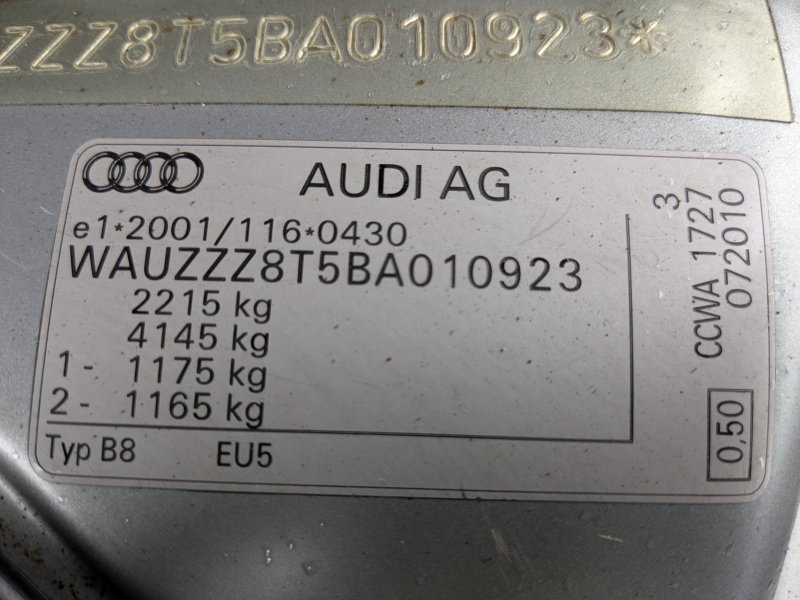 ZZZ8T5BA010923*
AUDI AG
e1*2001/116*0430
WAUZZZ8T5BA010923
2215 kg
4145 kg
1- 1175 kg
2- 1165 kg
Typ B8 EU5
3
CCWA 1727
072010
0,50